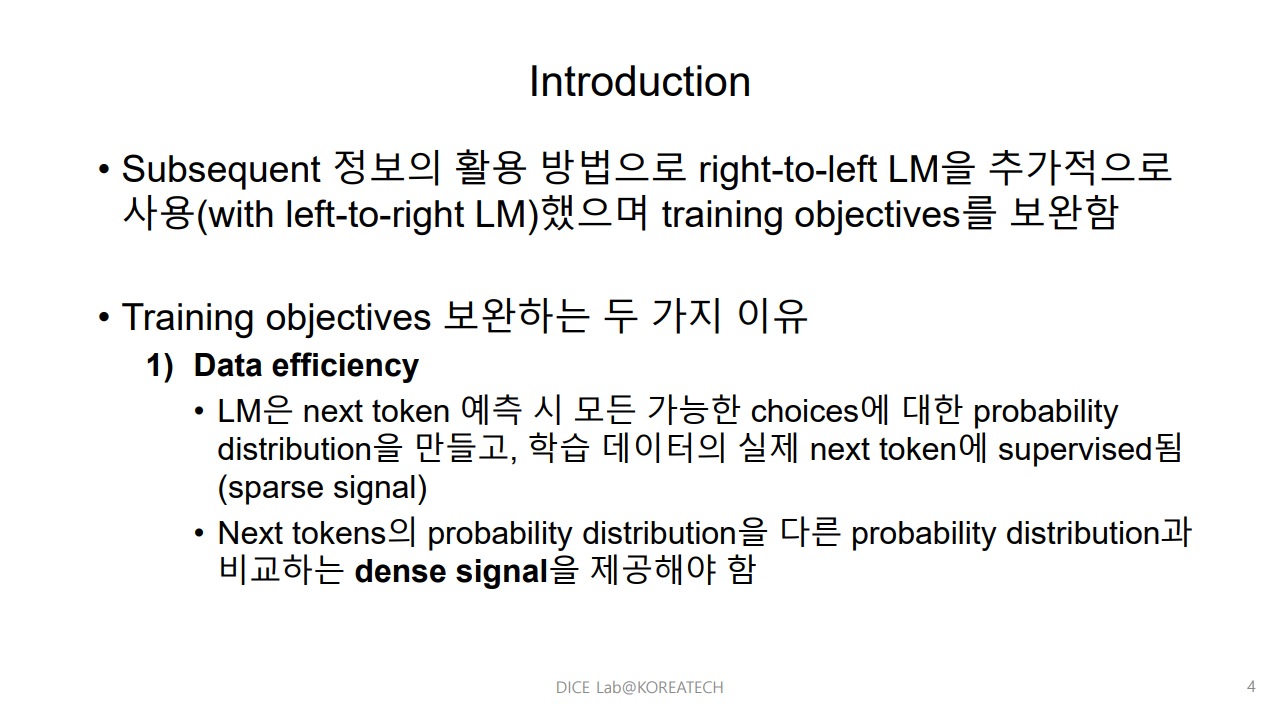 Introduction
• Subsequent 정보의 활용 방법으로 right-to-left LM을 추가적으로
사용(with left-to-right LM)했으며 training objectives를 보완함
• Training objectives 보완하는 두 가지 이유
1) Data efficiency
• LM은 next token 예측 시 모든 가능한 choices에 대한 probability
distribution을 만들고, 학습 데이터의 실제 next token에 supervised됨
(sparse signal)
• Next tokens의 probability distribution을 다른 probability distribution과
비교하는 dense signal을 제공해야 함
DICE Lab@KOREATECH
4